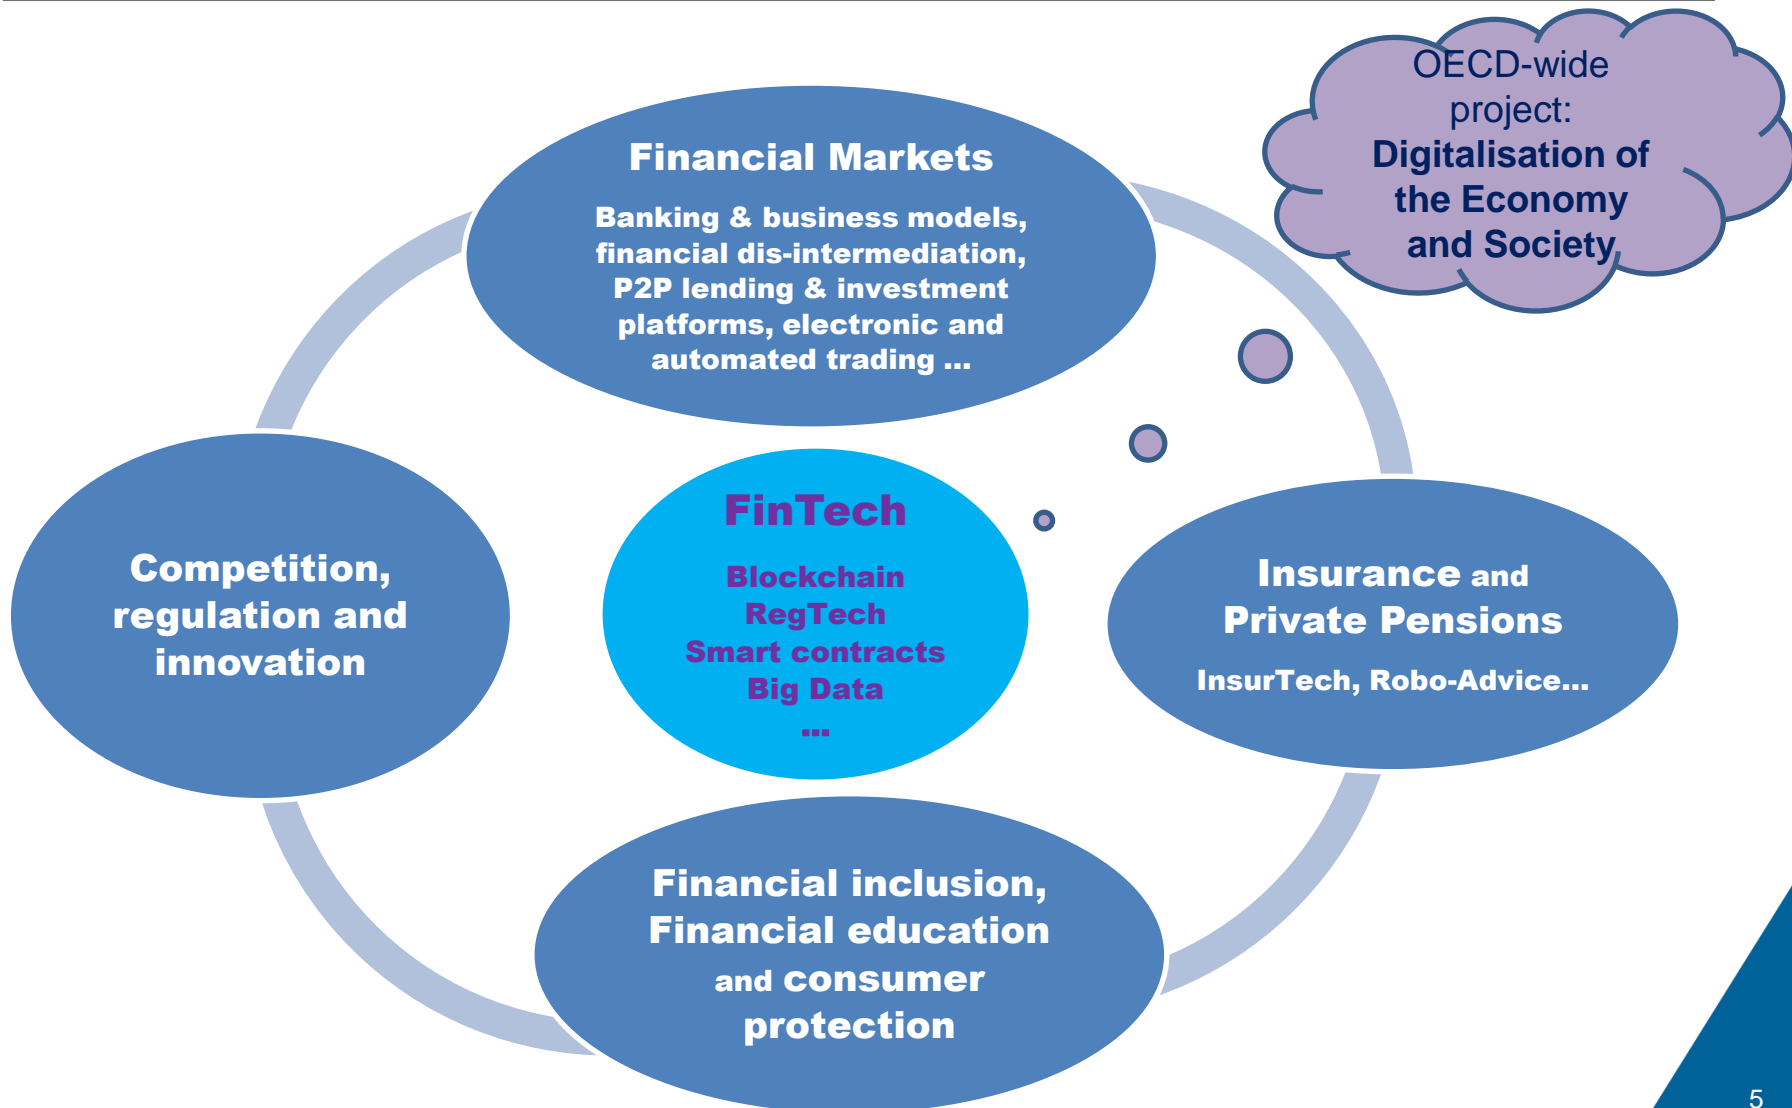 OECD-wide
project:
Digitalisation of
the Economy
and Society
Financial Markets
Banking & business models,
financial dis-intermediation,
P2P lending & investment
platforms, electronic and
automated trading ...
FinTech
Blockchain
RegTech
Smart contracts
Big Data
...
Competition,
regulation and
innovation
Insurance and
Private Pensions
InsurTech, Robo-Advice...
Financial inclusion,
Financial education
and consumer
protection
5